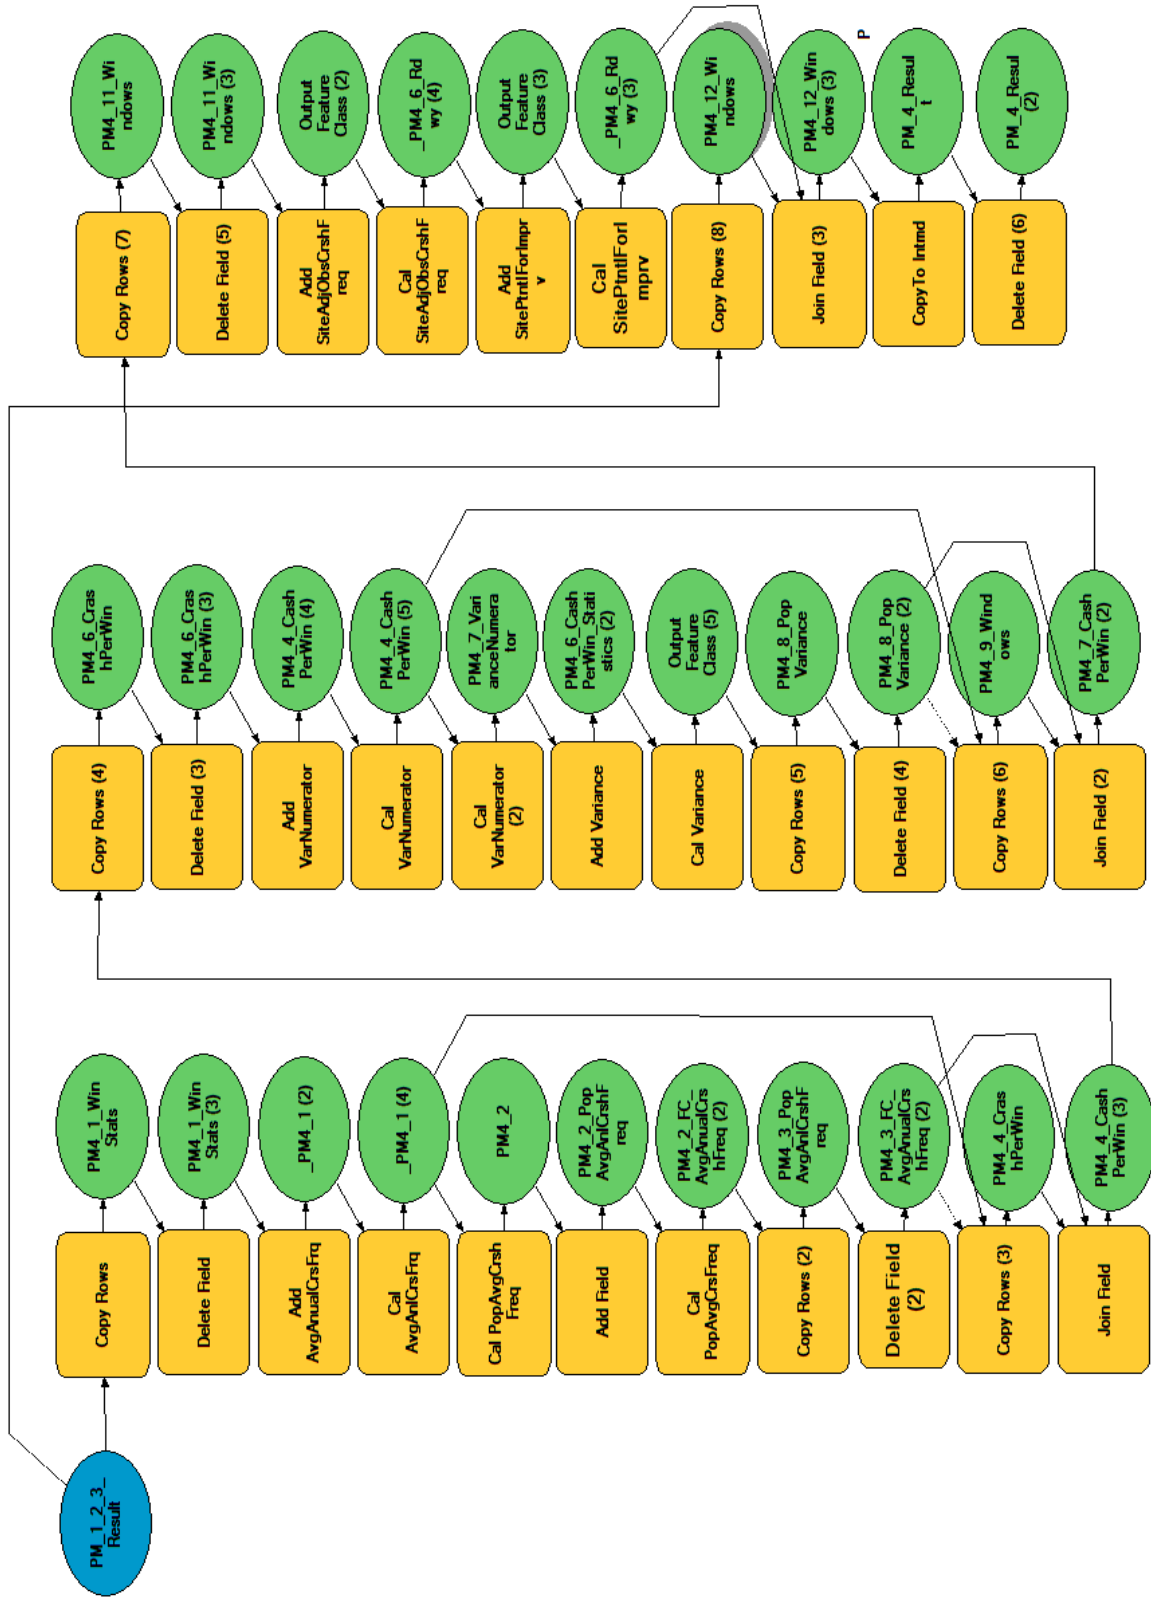 PM_1_2_3_
Result
Copy Rows
PM4_1_Win
Stats
Delete Field
PM4_1_Win
Stats (3)
Add
AvgAnualCrsFrq
_PM4_1 (2)
Cal
AvgAnlCrsFrq
_PM4_1 (4)
Cal PopAvgCrsh
Freq
PM4_2
Add Field
PM4_2_Pop
AvgAnlCrshF
req
Cal
PopAvgCrsFreq
PM4_2_FC_
AvgAnualCrs
hFreq (2)
Copy Rows (2)
PM4_3_Pop
AvgAnlCrshF
req
Delete Field
(2)
PM4_3_FC_
AvgAnualCrs
hFreq (2)
Copy Rows (3)
PM4_4_Cras
hPerWin
Join Field
PM4_4_Cash
PerWin (3)
Copy Rows (4)
PM4_6_Cras
hPerWin
Delete Field (3)
PM4_6_Cras
hPerWin (3)
Add
VarNumerator
PM4_4_Cash
PerWin (4)
Cal
VarNumerator
PM4_4_Cash
PerWin (5)
Cal
VarNumerator
(2)
PM4_7_Vari
anceNumera
tor
Add Variance
PM4_6_Cash
PerWin_Stati
stics (2)
Cal Variance
Output
Feature
Class (5)
Copy Rows (5)
PM4_8_Pop
Variance
Delete Field (4)
PM4_8_Pop
Variance (2)
Copy Rows (6)
PM4_9_Wind
ows
Join Field (2)
PM4_7_Cash
PerWin (2)
Copy Rows (7)
PM4_11_Wi
ndows
Delete Field (5)
PM4_11_Wi
ndows (3)
Add
SiteAdjObsCrshF
req
Output
Feature
Class (2)
Cal
SiteAdjObsCrshF
req
_PM4_6_Rd
wy (4)
Add
SitePtntlForImpr
v
Output
Feature
Class (3)
Cal
SitePtntlForI
mprv
_PM4_6_Rd
wy (3)
Copy Rows (8)
PM4_12_Wi
ndows
Join Field (3)
PM4_12_Win
dows (3)
P
CopyTo Intmd
PM_4_Resul
t
Delete Field (6)
PM_4_Resul
(2)